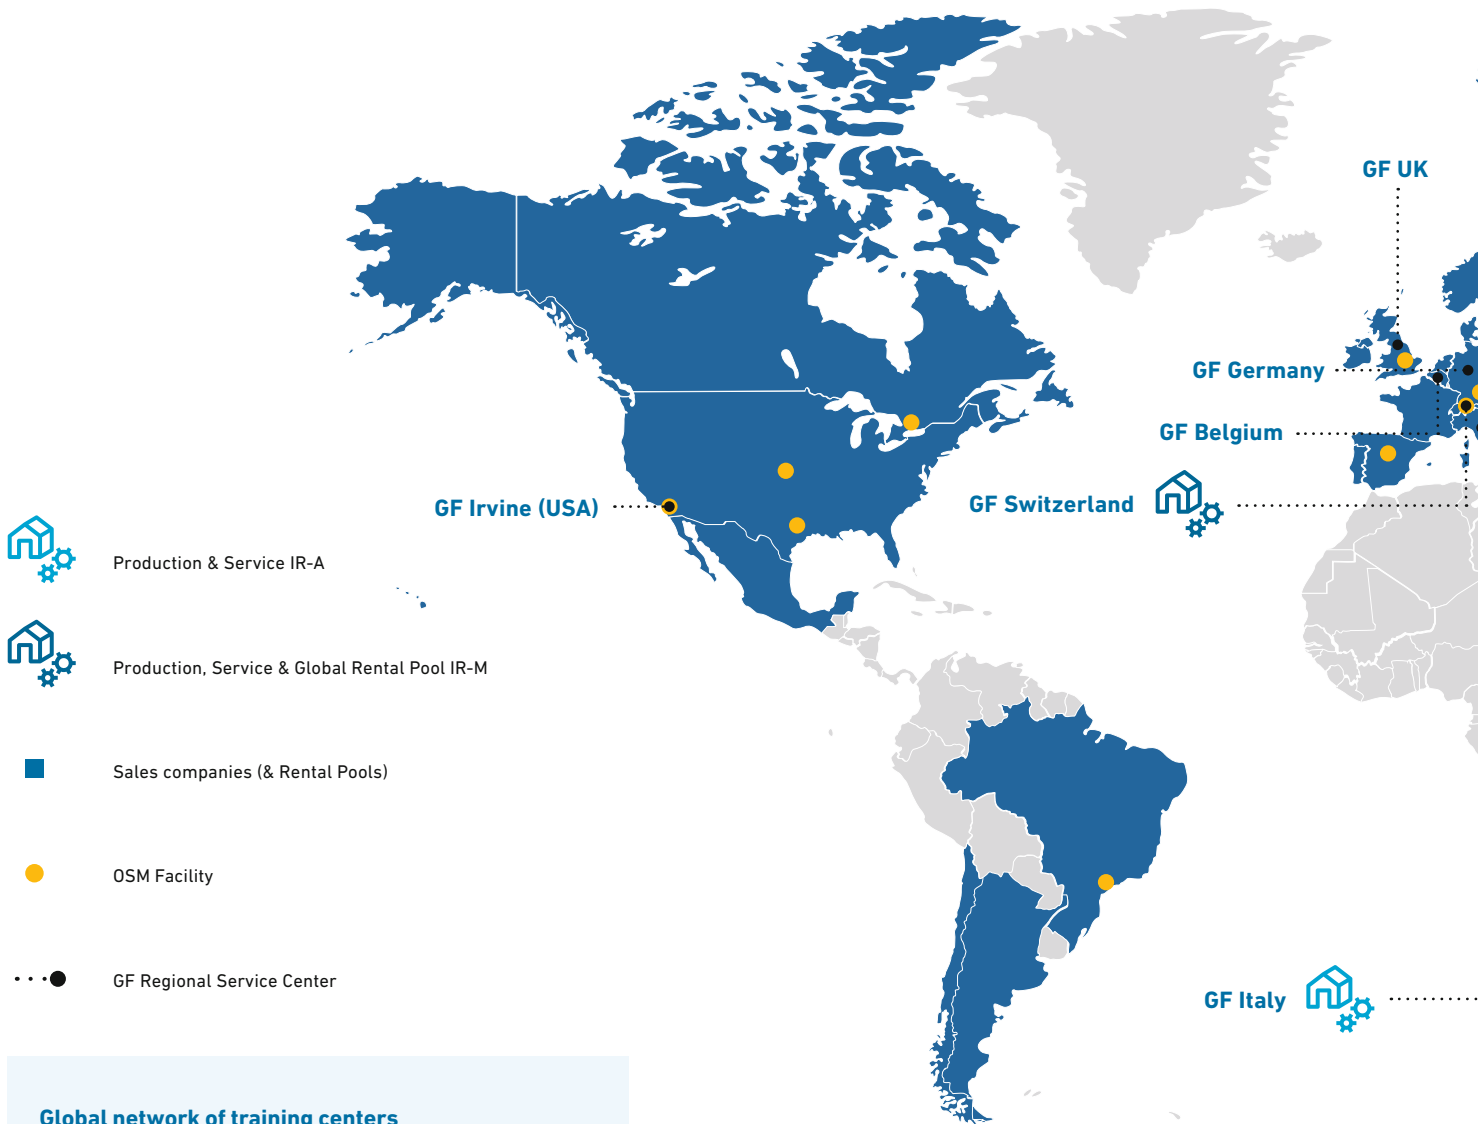 GF UK
GF Germany
GF Belgium
GF Switzerland
GF Irvine (USA)
Production & Service IR-A
Production, Service & Global Rental Pool IR-M
Sales companies (& Rental Pools)
OSM Facility
GF Regional Service Center
GF Italy
Global network of training centers